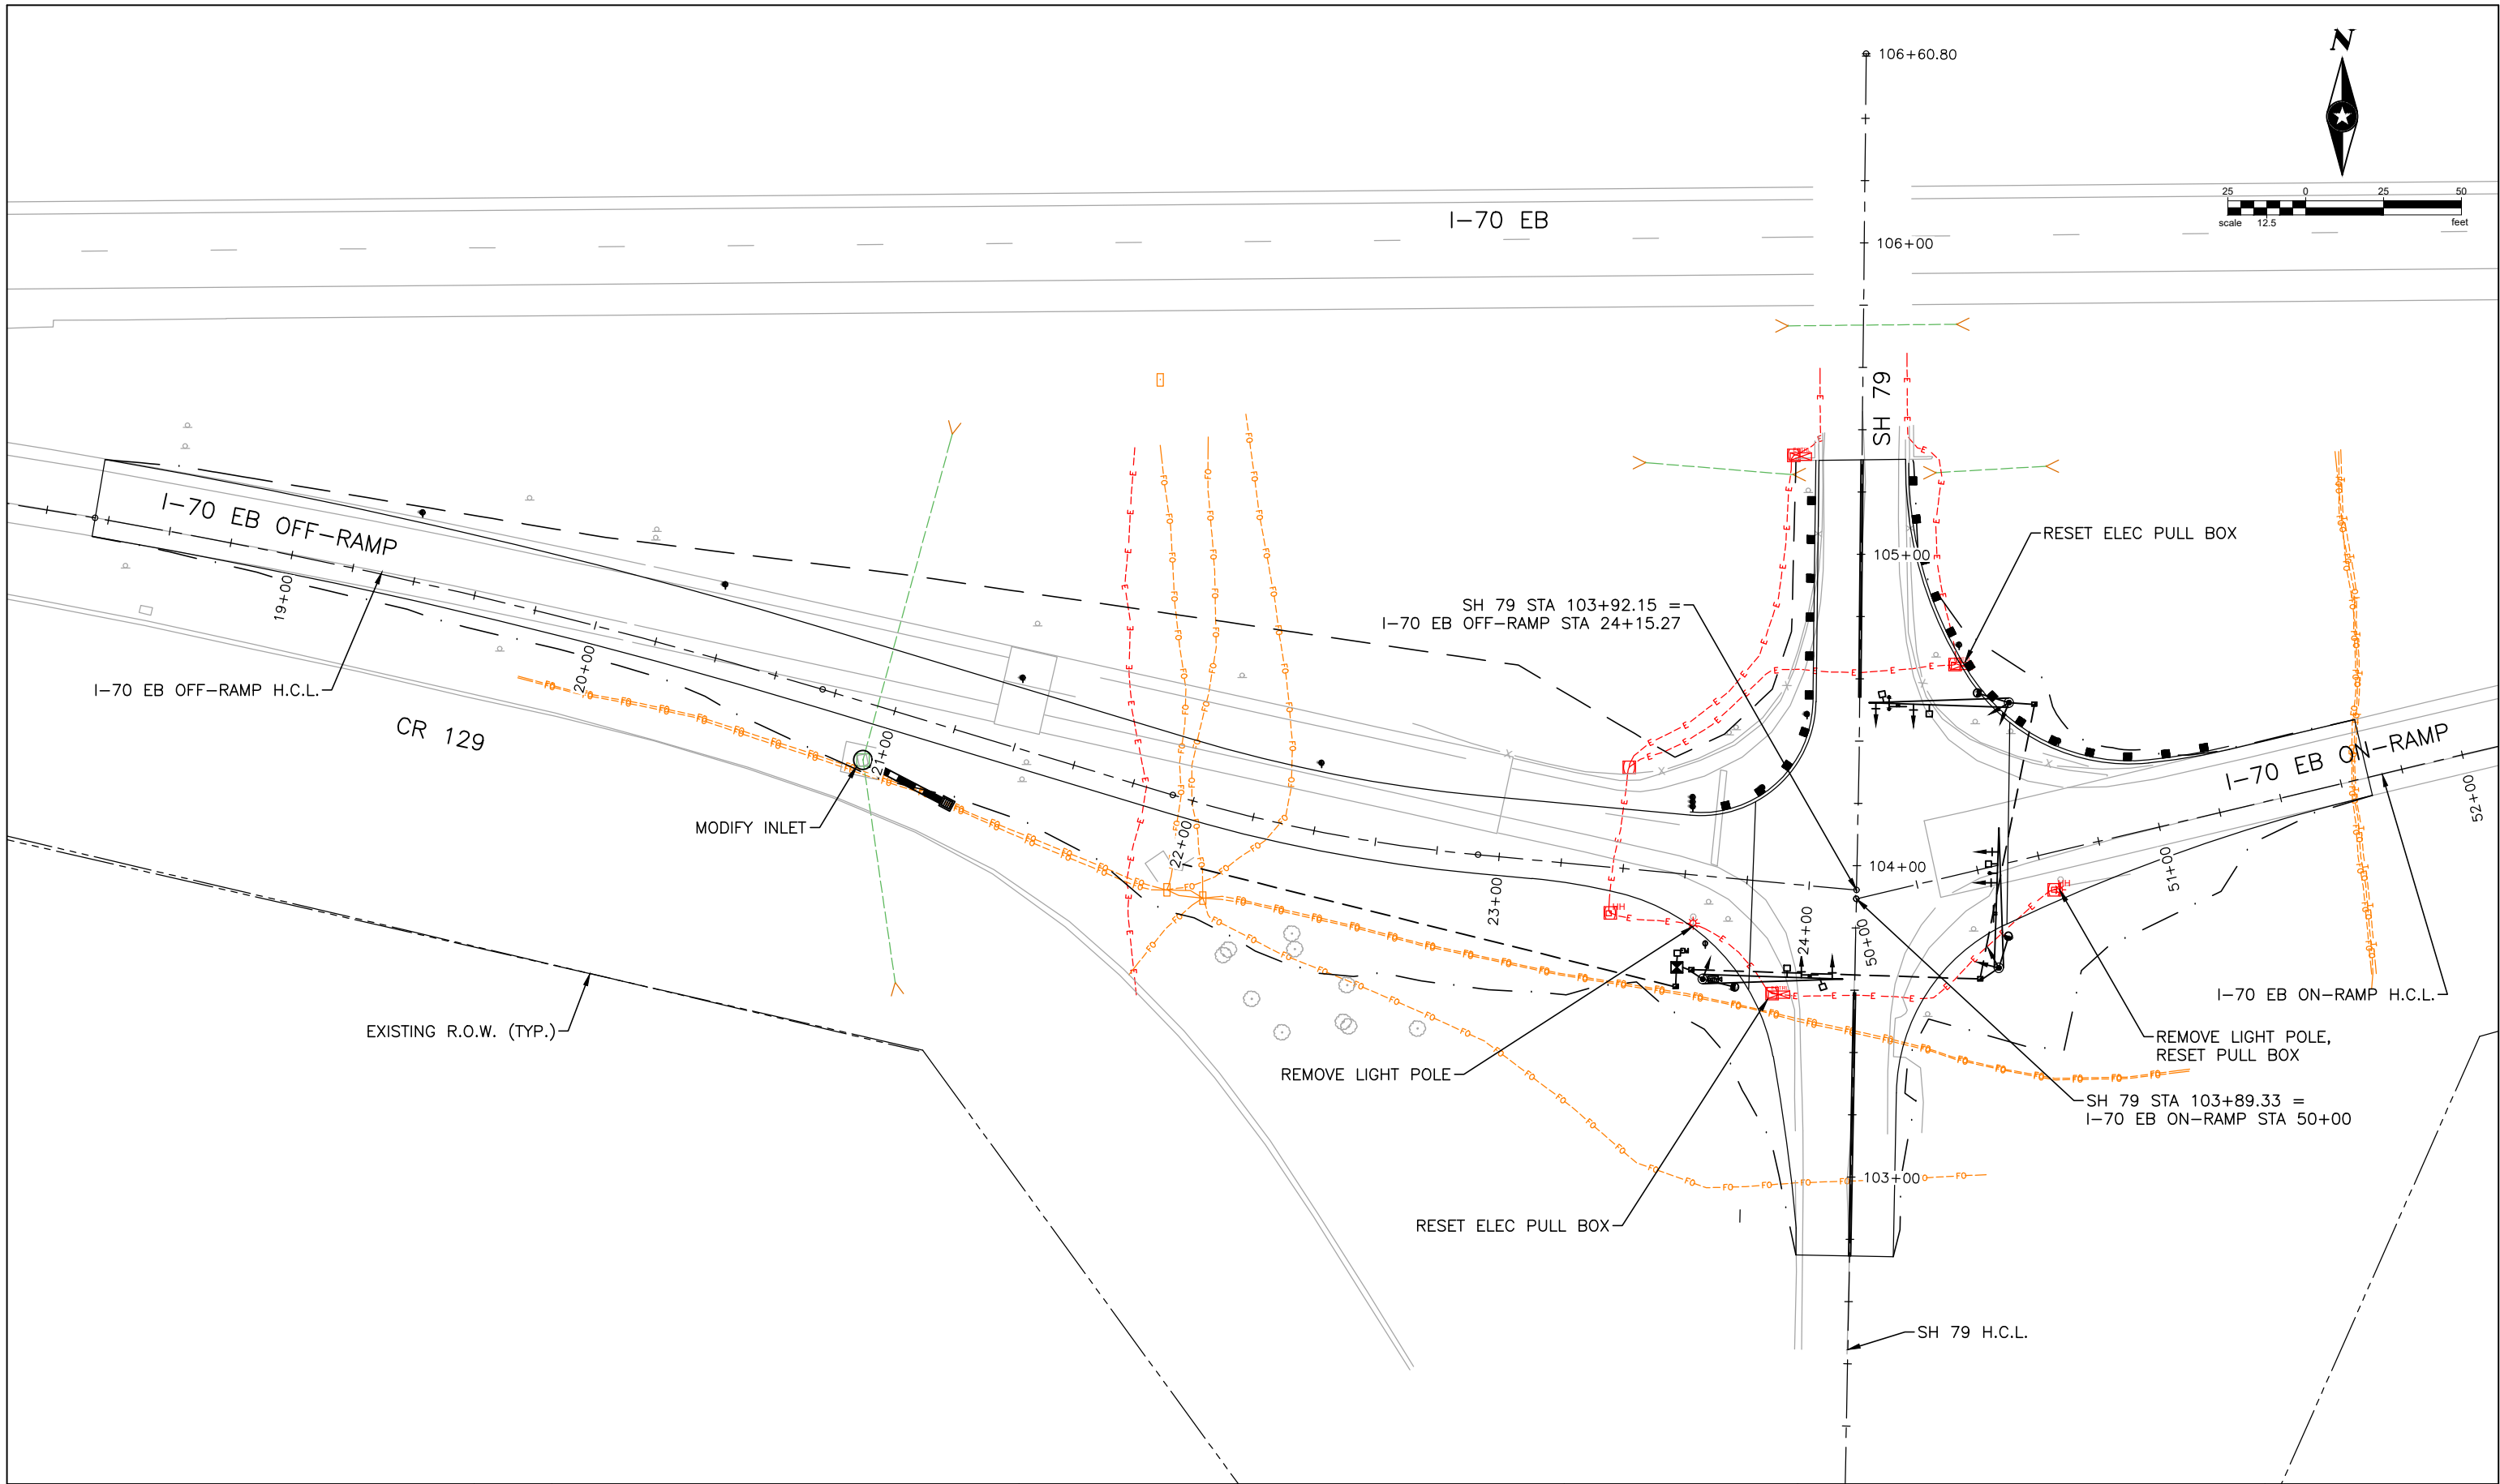 106+60.80
N
25 0 25 50
scale 12.5 feet
I-70 EB
106+00
SH 79
I-70 EB OFF-RAMP
RESET ELEC PULL BOX
105+00
19+00
SH 79 STA 103+92.15 =
I-70 EB OFF-RAMP STA 24+15.27
20+00
I-70 EB OFF-RAMP H.C.L.
CR 129
21+00
I-70 EB ON-RAMP
52+00
MODIFY INLET
22+00
104+00
51+00
23+00
HH
HH
24+00
50+00
I-70 EB ON-RAMP H.C.L.
EXISTING R.O.W. (TYP.)
REMOVE LIGHT POLE,
RESET PULL BOX
REMOVE LIGHT POLE
SH 79 STA 103+89.33 =
I-70 EB ON-RAMP STA 50+00
103+00
RESET ELEC PULL BOX
SH 79 H.C.L.